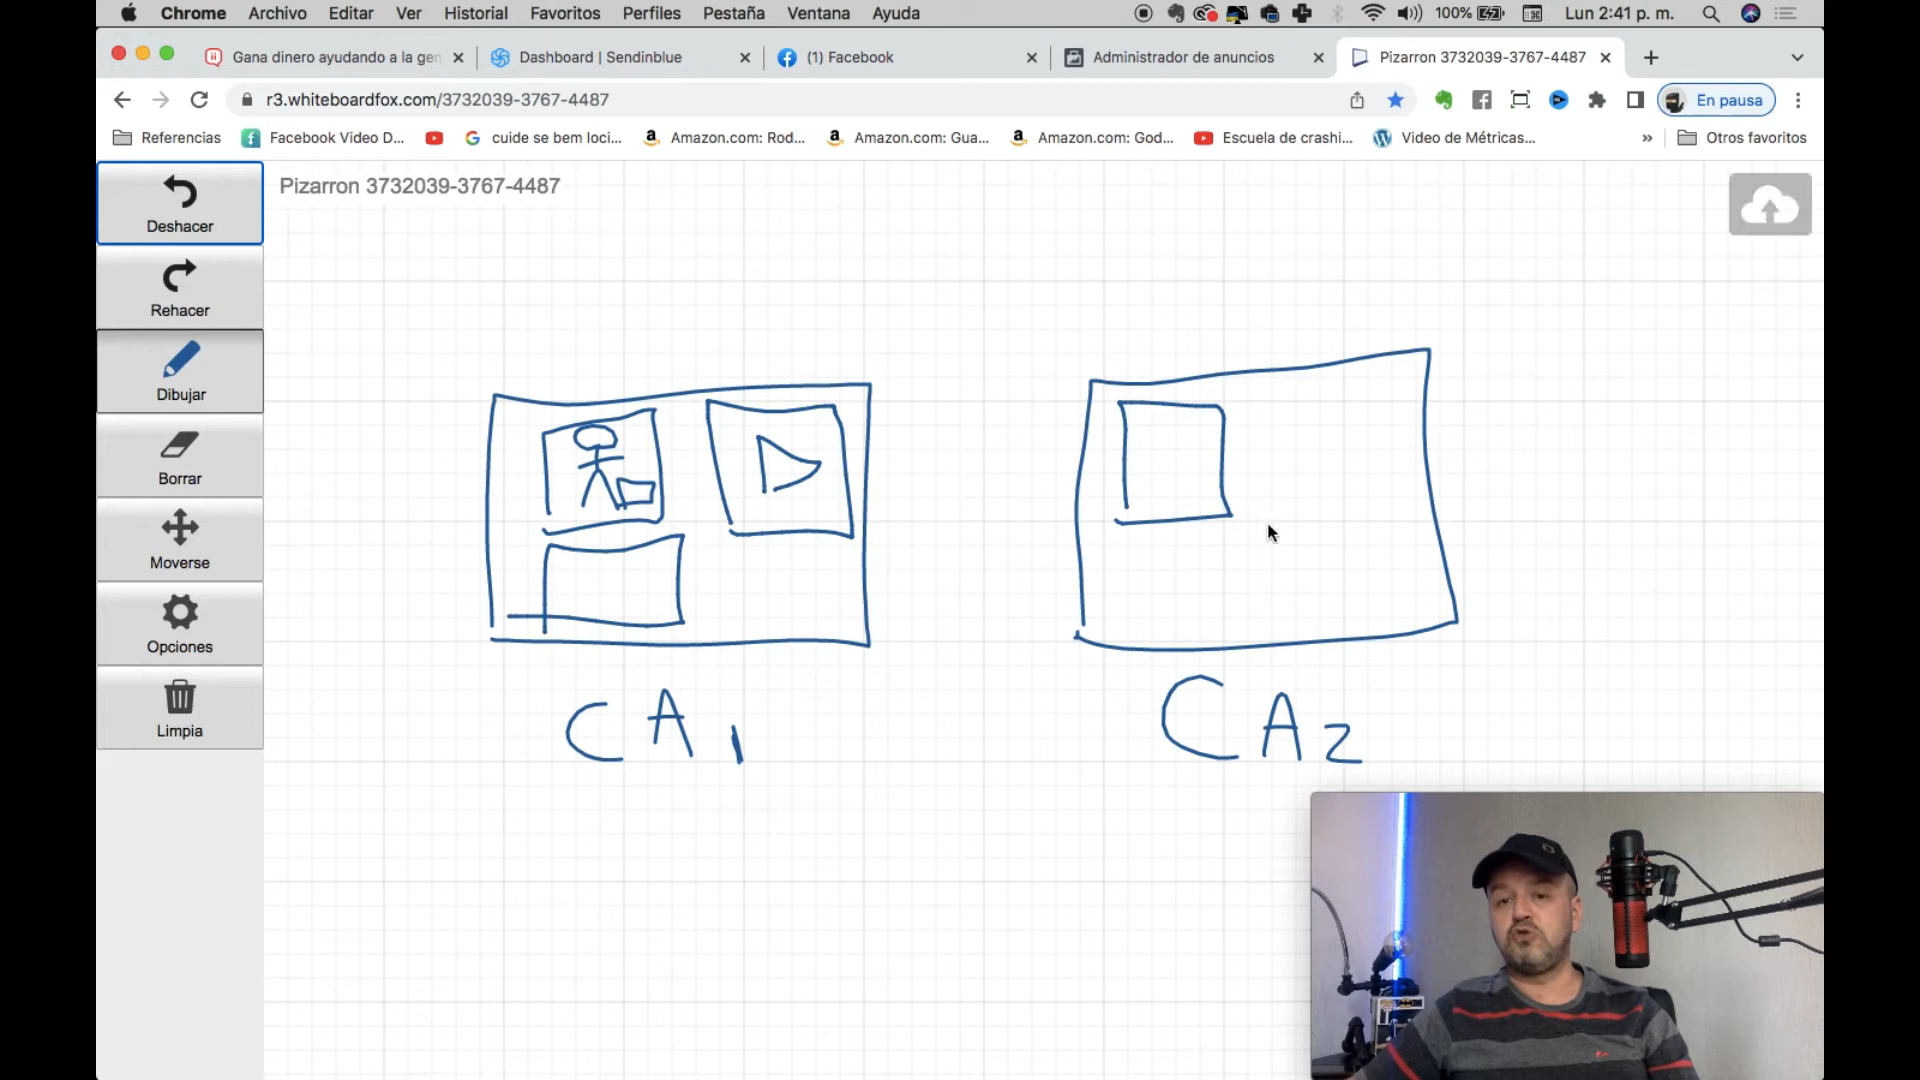 Chrome Archivo Editar Ver Historial Favoritos Perfiles Pestaña Ventana Ayuda 100% Lun 2:41 p. m.
Gana dinero ayudando a la gen Dashboard | Sendinblue (1) Facebook Administrador de anuncios Pizarron 3732039-3767-4487
r3.whiteboardfox.com/3732039-3767-4487 En pausa
Referencias Facebook Video D... cuide se bem loci... Amazon.com: Rod... Amazon.com: Gua... Amazon.com: God... Escuela de crashi... Video de Métricas... » Otros favoritos
Pizarron 3732039-3767-4487
Deshacer
Rehacer
Dibujar
Borrar
Moverse
Opciones
Limpia
CA1
CA2